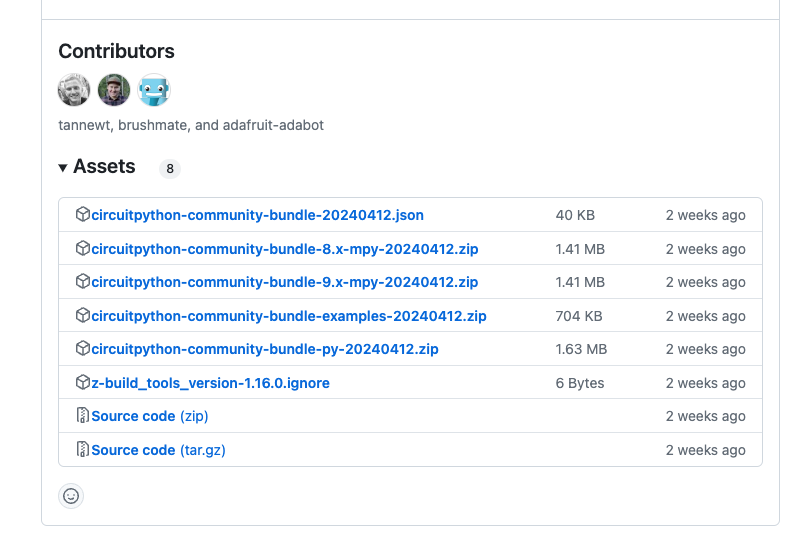 Contributors
tannewt, brushmate, and adafruit-adabot
Assets 8
circuitpython-community-bundle-20240412.json 40 KB 2 weeks ago
circuitpython-community-bundle-8.x-mpy-20240412.zip 1.41 MB 2 weeks ago
circuitpython-community-bundle-9.x-mpy-20240412.zip 1.41 MB 2 weeks ago
circuitpython-community-bundle-examples-20240412.zip 704 KB 2 weeks ago
circuitpython-community-bundle-py-20240412.zip 1.63 MB 2 weeks ago
z-build_tools_version-1.16.0.ignore 6 Bytes 2 weeks ago
Source code (zip) 2 weeks ago
Source code (tar.gz) 2 weeks ago